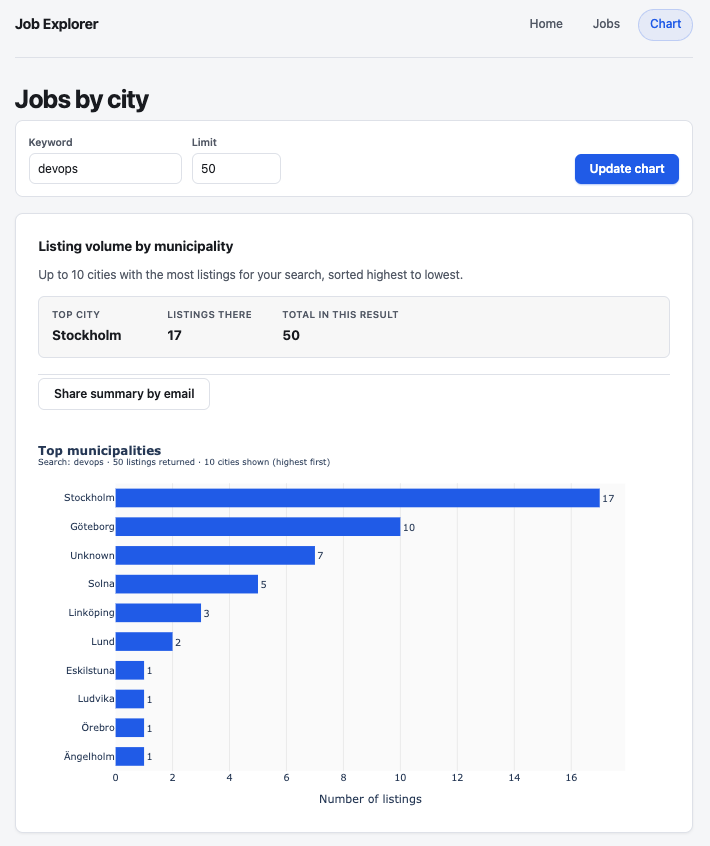 Job Explorer
Home Jobs Chart
Jobs by city
Keyword Limit
devops 50 Update chart
Listing volume by municipality
Up to 10 cities with the most listings for your search, sorted highest to lowest.
TOP CITY LISTINGS THERE TOTAL IN THIS RESULT
Stockholm 17 50
Share summary by email
Top municipalities
Search: devops · 50 listings returned · 10 cities shown (highest first)
Stockholm 17
Göteborg 10
Unknown 7
Solna 5
Linköping 3
Lund 2
Eskilstuna 1
Ludvika 1
Örebro 1
Ängelholm 1
0 2 4 6 8 10 12 14 16
Number of listings